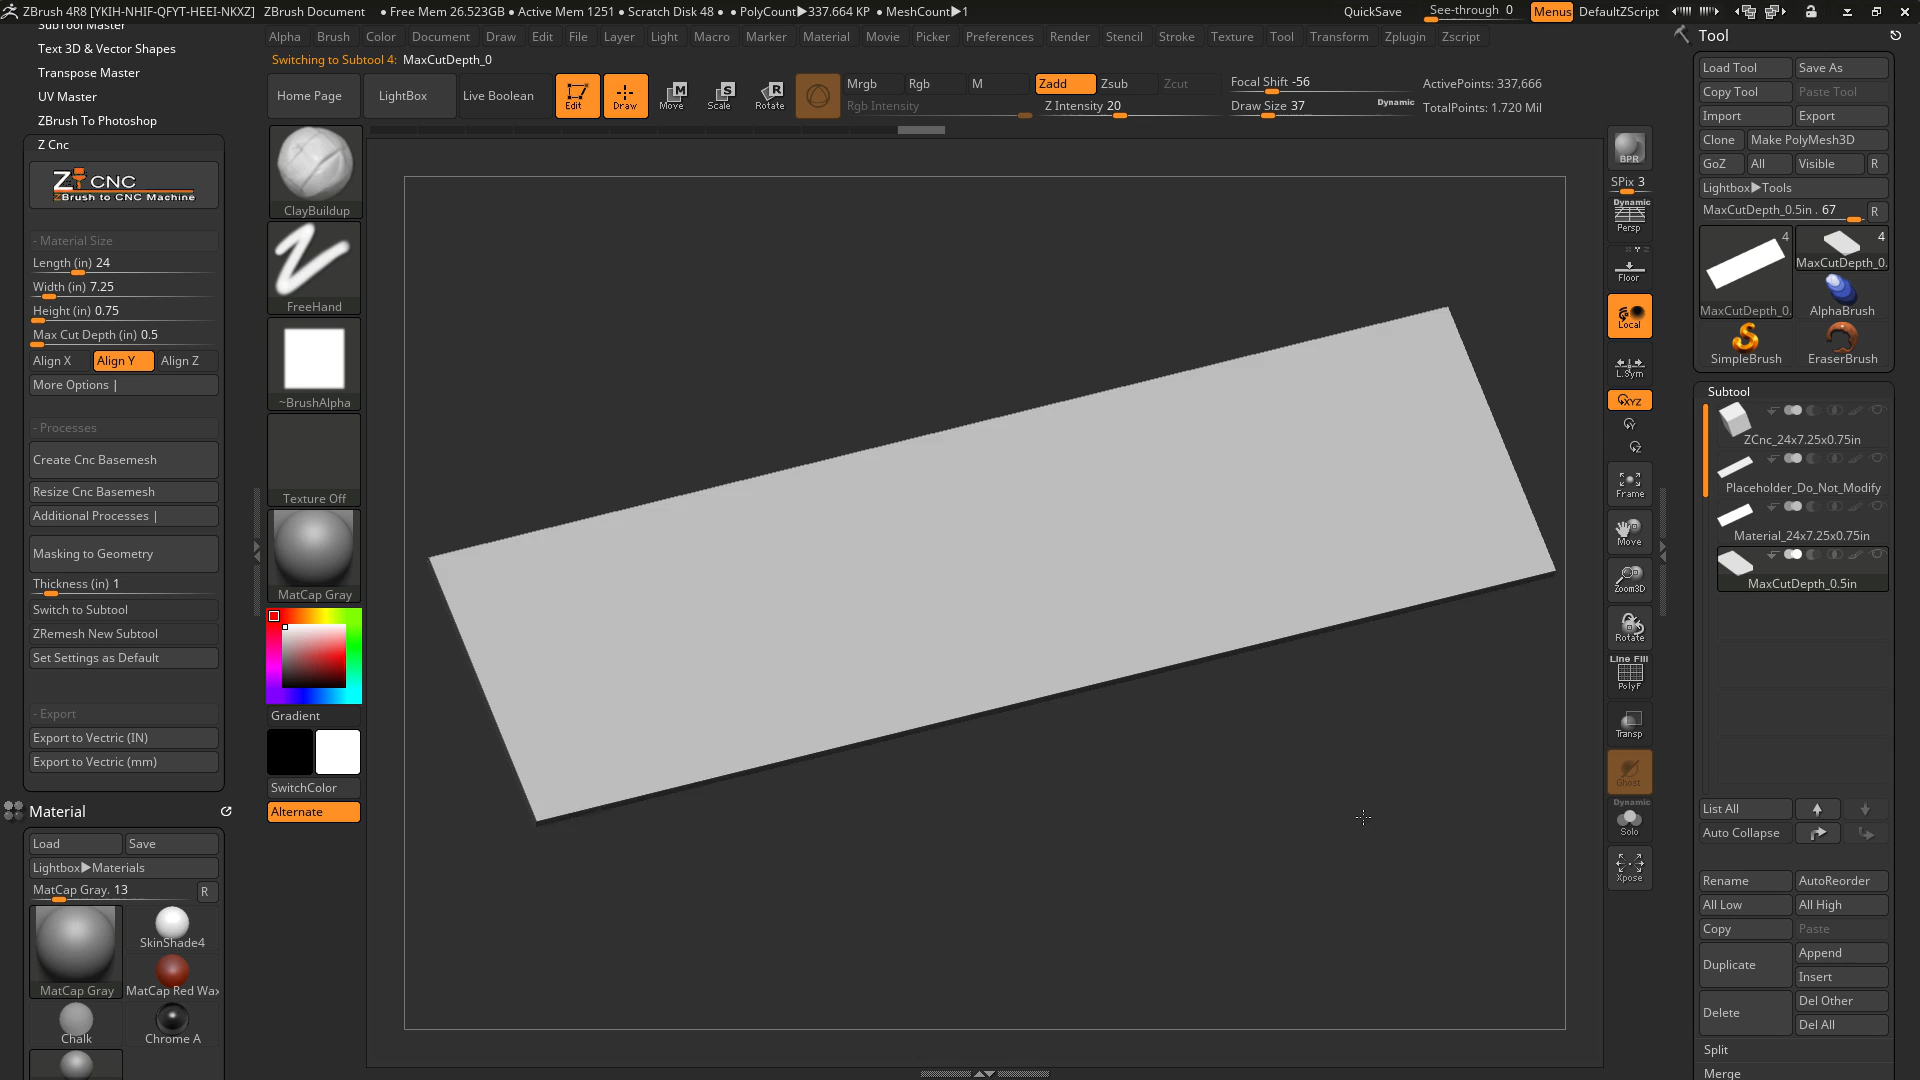 ZBrush 4R8 [YKIH-NHIF-QFYT-HEEI-NKXZ] ZBrush Document • Free Mem 26.523GB • Active Mem 1251 • Scratch Disk 48 • PolyCount▶337.664 KP • MeshCount▶1 QuickSave See-through 0 Menus DefaultZScript
Alpha Brush Color Document Draw Edit File Layer Light Macro Marker Material Movie Picker Preferences Render Stencil Stroke Texture Tool Transform Zplugin Zscript
Switching to Subtool 4: MaxCutDepth_0
Home Page LightBox Live Boolean Edit Draw Move Scale Rotate
Mrgb Rgb M Zadd Zsub Zcut Focal Shift -56 ActivePoints: 337,666
Rgb Intensity Z Intensity 20 Draw Size 37 Dynamic TotalPoints: 1.720 Mil
SubTool Master
Text 3D & Vector Shapes
Transpose Master
UV Master
ZBrush To Photoshop
Z Cnc
Z CNC
ZBrush to CNC Machine
- Material Size
Length (in) 24
Width (in) 7.25
Height (in) 0.75
Max Cut Depth (in) 0.5
Align X Align Y Align Z
More Options |
- Processes
Create Cnc Basemesh
Resize Cnc Basemesh
Additional Processes |
Masking to Geometry
Thickness (in) 1
Switch to Subtool
ZRemesh New Subtool
Set Settings as Default
- Export
Export to Vectric (IN)
Export to Vectric (mm)
Material
Load Save
Lightbox▶Materials
MatCap Gray. 13 R
SkinShade4
MatCap Gray MatCap Red Wax
Chalk Chrome A
ClayBuildup
FreeHand
~BrushAlpha
Texture Off
MatCap Gray
Gradient
SwitchColor
Alternate
BPR
SPix 3
Dynamic
Persp
Floor
Local
L.Sym
XYZ
Y
Z
Frame
Move
Zoom3D
Rotate
Line Fill
PolyF
Transp
Ghost
Dynamic
Solo
Xpose
Tool
Load Tool Save As
Copy Tool Paste Tool
Import Export
Clone Make PolyMesh3D
GoZ All Visible R
Lightbox▶Tools
MaxCutDepth_0.5in . 67 R
4 4
MaxCutDepth_0.
MaxCutDepth_0. AlphaBrush
SimpleBrush EraserBrush
Subtool
ZCnc_24x7.25x0.75in
Placeholder_Do_Not_Modify
Material_24x7.25x0.75in
MaxCutDepth_0.5in
List All
Auto Collapse
Rename AutoReorder
All Low All High
Copy Paste
Duplicate Append
Insert
Delete Del Other
Del All
Split
Merge